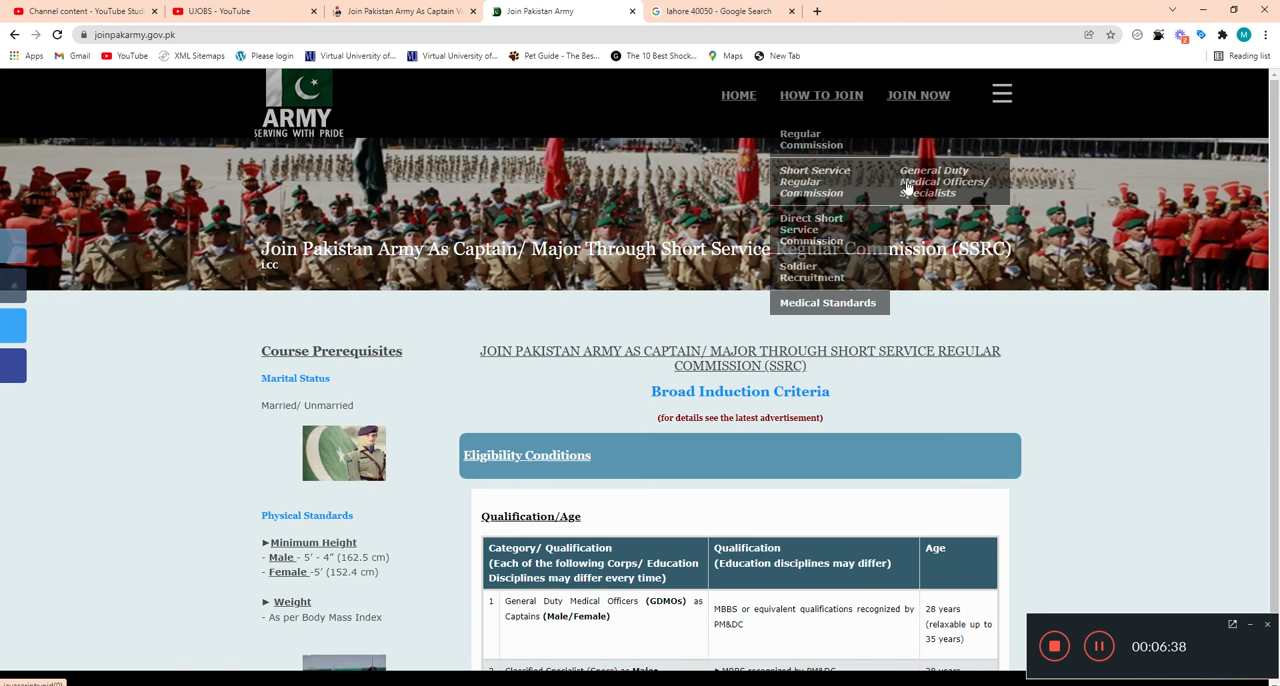 Channel content - YouTube Stud
UJOBS - YouTube
Join Pakistan Army As Captain V
Join Pakistan Army
lahore 40050 - Google Search
joinpakarmy.gov.pk
M
Apps
Gmail
YouTube
XML Sitemaps
Please login
Virtual University of...
Virtual University of...
Pet Guide - The Bes...
The 10 Best Shock...
Maps
New Tab
Reading list
ARMY
SERVING WITH PRIDE
HOME
HOW TO JOIN
JOIN NOW
Regular
Commission
Short Service
Regular
Commission
General Duty
Medical Officers/
Specialists
Direct Short
Service
Commission
Soldier
Recruitment
Medical Standards
Join Pakistan Army As Captain/ Major Through Short Service Regular Commission (SSRC)
LCC
Course Prerequisites
Marital Status
Married/ Unmarried
Physical Standards
►Minimum Height
- Male - 5' - 4" (162.5 cm)
- Female -5' (152.4 cm)
► Weight
- As per Body Mass Index
JOIN PAKISTAN ARMY AS CAPTAIN/ MAJOR THROUGH SHORT SERVICE REGULAR
COMMISSION (SSRC)
Broad Induction Criteria
(for details see the latest advertisement)
Eligibility Conditions
Qualification/Age
Category/ Qualification
(Each of the following Corps/ Education
Disciplines may differ every time)
Qualification
(Education disciplines may differ)
Age
1
General Duty Medical Officers (GDMOs) as
Captains (Male/Female)
MBBS or equivalent qualifications recognized by
PM&DC
28 years
(relaxable up to
35 years)
2 Classified Specialist (Specs) as Major
►MBBS recognized by PM&DC
28 years
00:06:38
javascript:void(0)